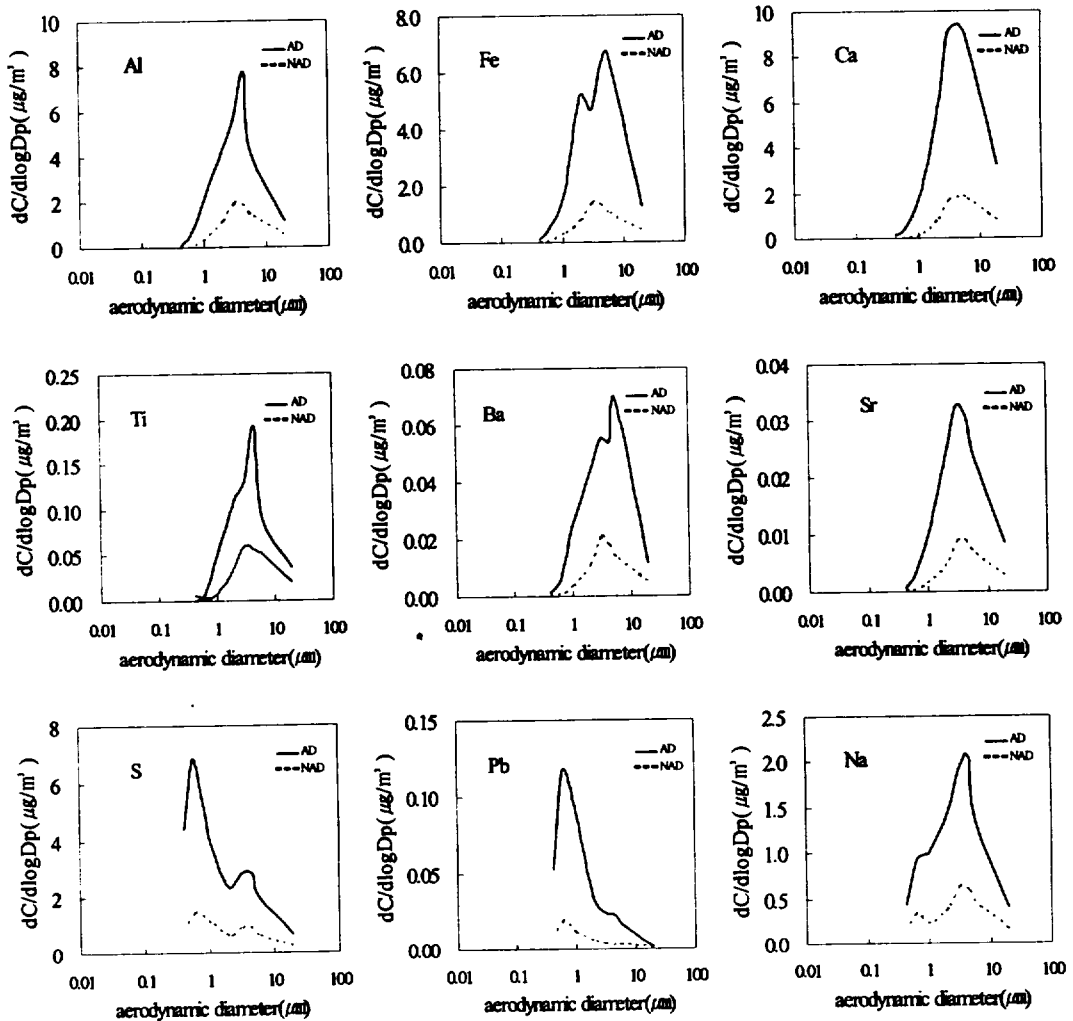 dC/dlogDp(μg/m³)
10
8
6
4
2
0
Al
AD
NAD
0.01 0.1 1 10 100
aerodynamic diameter(μm)
dC/dlogDp(μg/m³)
8.0
6.0
4.0
2.0
0.0
Fe
AD
NAD
0.01 0.1 1 10 100
aerodynamic diameter(μm)
dC/dlogDp(μg/m³)
10
8
6
4
2
0
Ca
AD
NAD
0.01 0.1 1 10 100
aerodynamic diameter(μm)
dC/dlogDp(μg/m³)
0.25
0.20
0.15
0.10
0.05
0.00
Ti
AD
NAD
0.01 0.1 1 10 100
aerodynamic diameter(μm)
dC/dlogDp(μg/m³)
0.08
0.06
0.04
0.02
0.00
Ba
AD
NAD
0.01 0.1 1 10 100
aerodynamic diameter(μm)
dC/dlogDp(μg/m³)
0.04
0.03
0.02
0.01
0.00
Sr
AD
NAD
0.01 0.1 1 10 100
aerodynamic diameter(μm)
dC/dlogDp(μg/m³)
8
6
4
2
0
S
AD
NAD
0.01 0.1 1 10 100
aerodynamic diameter(μm)
dC/dlogDp(μg/m³)
0.15
0.10
0.05
0.00
Pb
AD
NAD
0.01 0.1 1 10 100
aerodynamic diameter(μm)
dC/dlogDp(μg/m³)
2.5
2.0
1.5
1.0
0.5
0.0
Na
AD
NAD
0.01 0.1 1 10 100
aerodynamic diameter(μm)